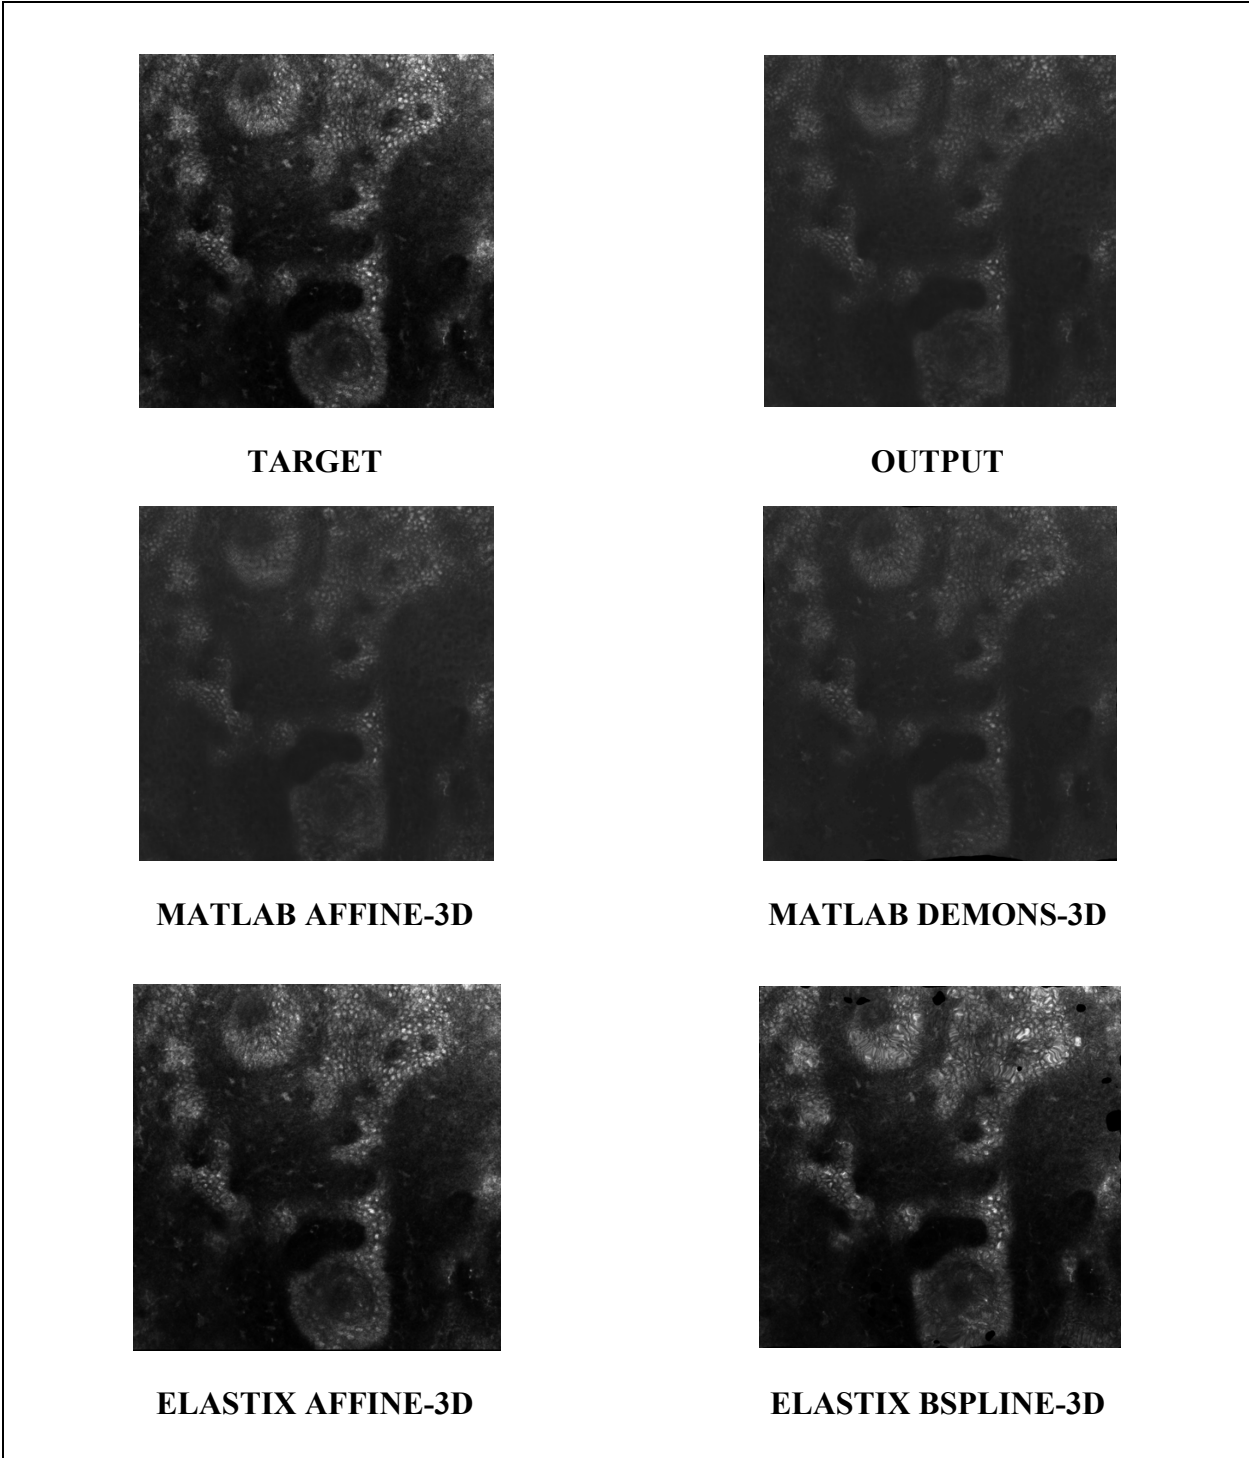 TARGET
OUTPUT
MATLAB AFFINE-3D
MATLAB DEMONS-3D
ELASTIX AFFINE-3D
ELASTIX BSPLINE-3D